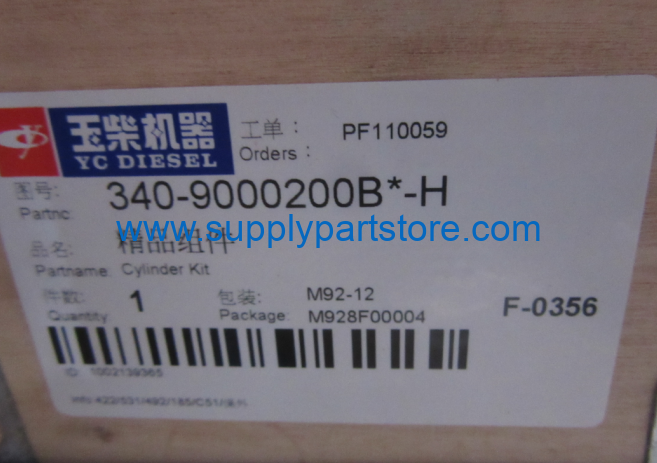 玉柴机器
YC DIESEL
工单: PF110059
Orders:
图号: 340-9000200B*-H
Partno:
www.supplypartstore.com
品名: 精品组件
Partname: Cylinder Kit
件数: 1 包装: M92-12
Quantity: Package: M928F00004
F-0356
ID: 1002139365